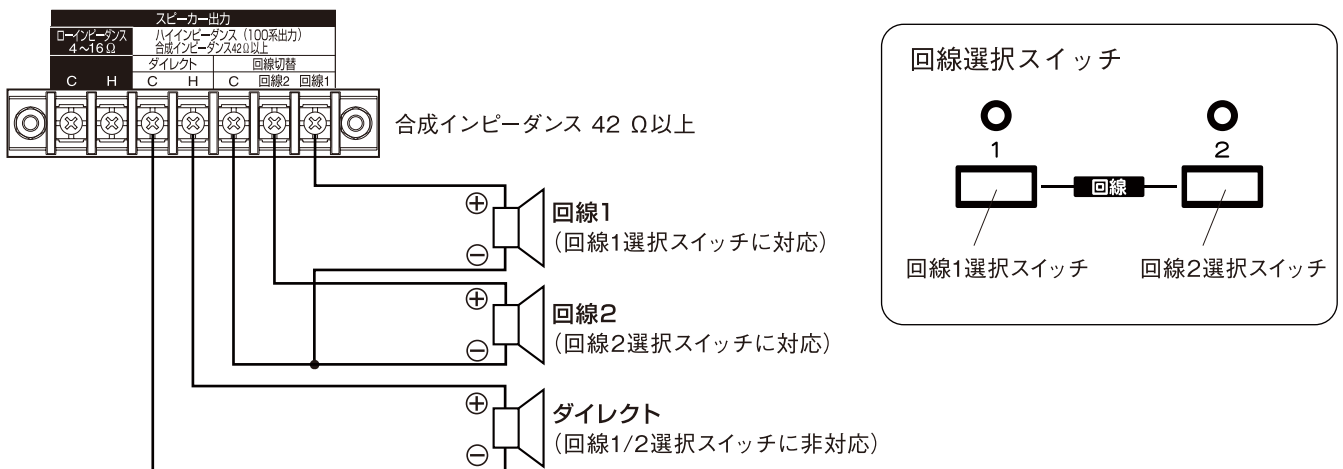 スピーカー出力
ローインピーダンス
4〜16Ω
ハイインピーダンス（100系出力）
合成インピーダンス42Ω以上
ダイレクト 回線切替
C H C H C 回線2 回線1
合成インピーダンス 42 Ω以上
⊕
回線1
（回線1選択スイッチに対応）
⊖
⊕
回線2
（回線2選択スイッチに対応）
⊖
⊕
ダイレクト
（回線1/2選択スイッチに非対応）
⊖
回線選択スイッチ
1 2
回線
回線1選択スイッチ 回線2選択スイッチ